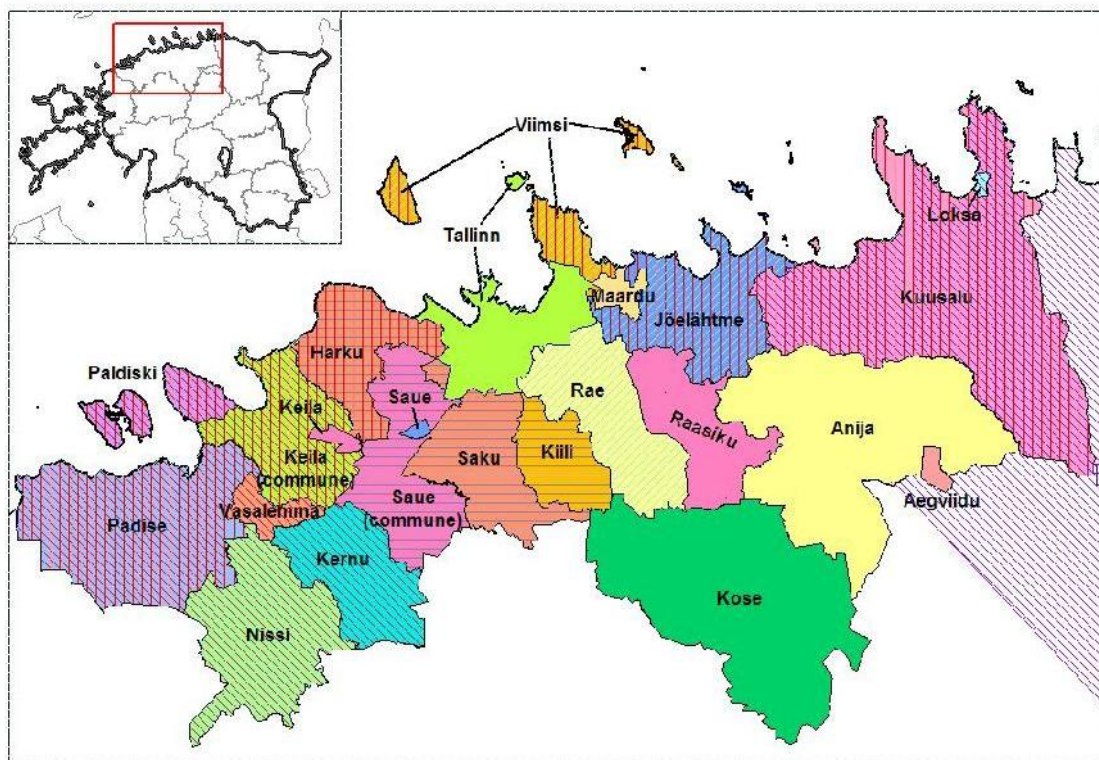 Viimsi
Tallinn
Loksa
Maardu
Kuusalu
Jöelähtme
Harku
Paldiski
Saue
Rae
Keila
Raasiku
Anija
Keila
(commune)
Saku
Kiili
Aegviidu
Vasalemma
Saue
(commune)
Padise
Kernu
Kose
Nissi